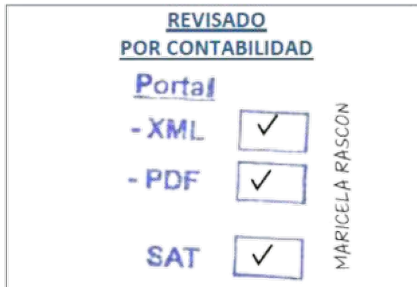 REVISADO
POR CONTABILIDAD
Portal
- XML ✓
- PDF ✓
SAT ✓
MARICELA RASCON